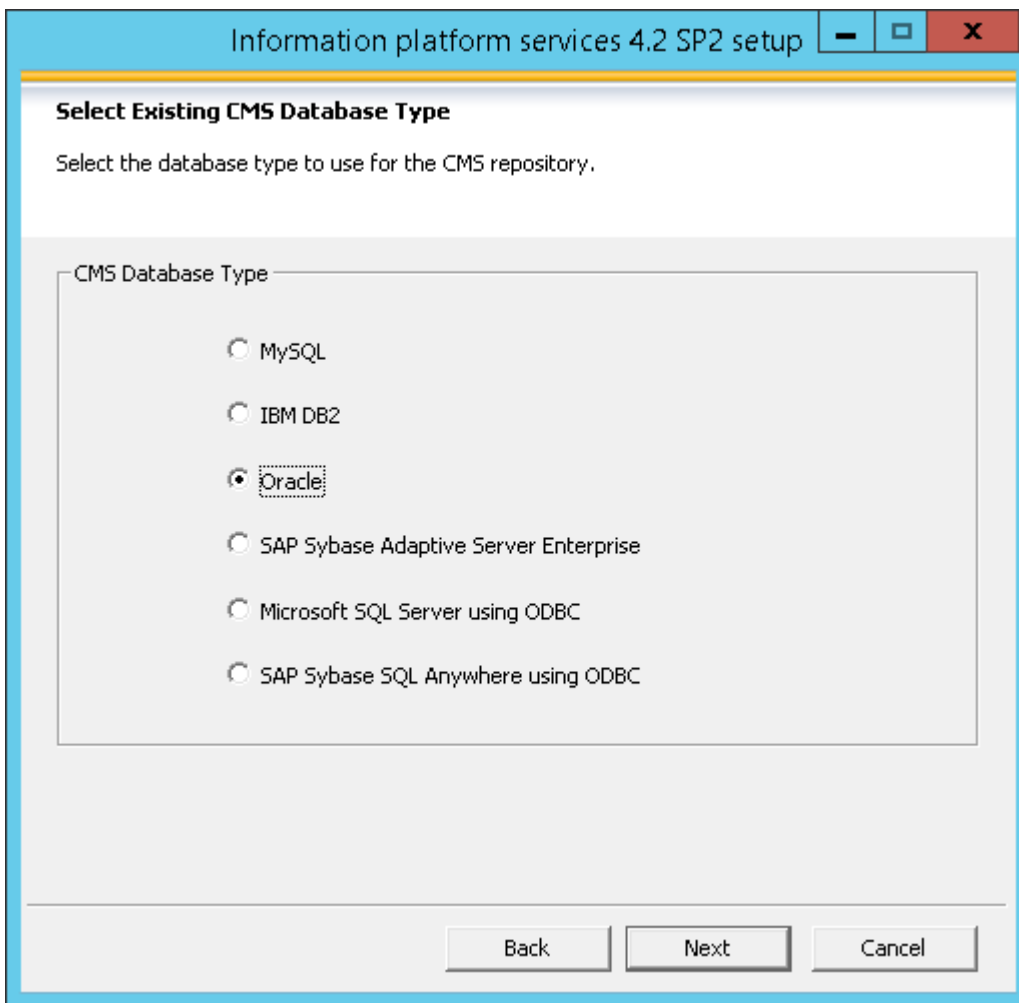 Information platform services 4.2 SP2 setup
Select Existing CMS Database Type
Select the database type to use for the CMS repository.
CMS Database Type
MySQL
IBM DB2
Oracle
SAP Sybase Adaptive Server Enterprise
Microsoft SQL Server using ODBC
SAP Sybase SQL Anywhere using ODBC
Back Next Cancel